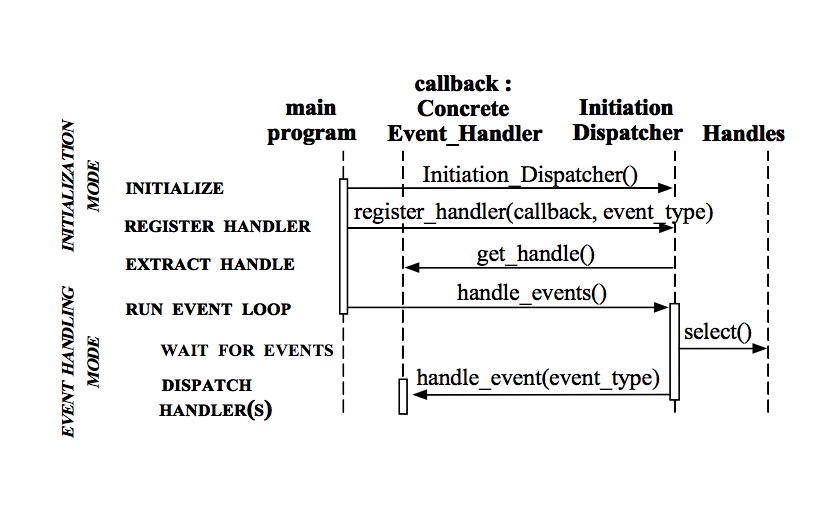 callback :
main Concrete Initiation
program Event_Handler Dispatcher Handles
INITIALIZATION
MODE
INITIALIZE Initiation_Dispatcher()
REGISTER HANDLER register_handler(callback, event_type)
EXTRACT HANDLE get_handle()
EVENT HANDLING
MODE
RUN EVENT LOOP handle_events()
WAIT FOR EVENTS select()
DISPATCH handle_event(event_type)
HANDLER(S)